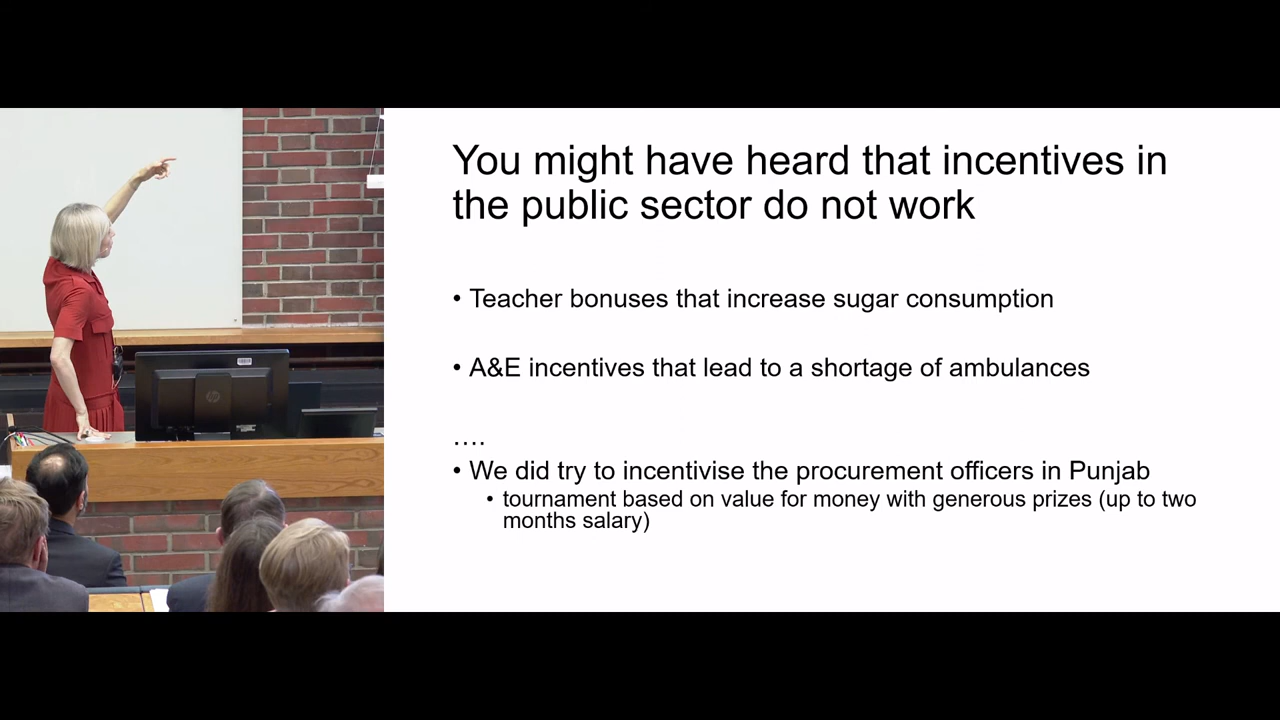 You might have heard that incentives in
the public sector do not work
• Teacher bonuses that increase sugar consumption
• A&E incentives that lead to a shortage of ambulances
....
• We did try to incentivise the procurement officers in Punjab
• tournament based on value for money with generous prizes (up to two
months salary)
hp